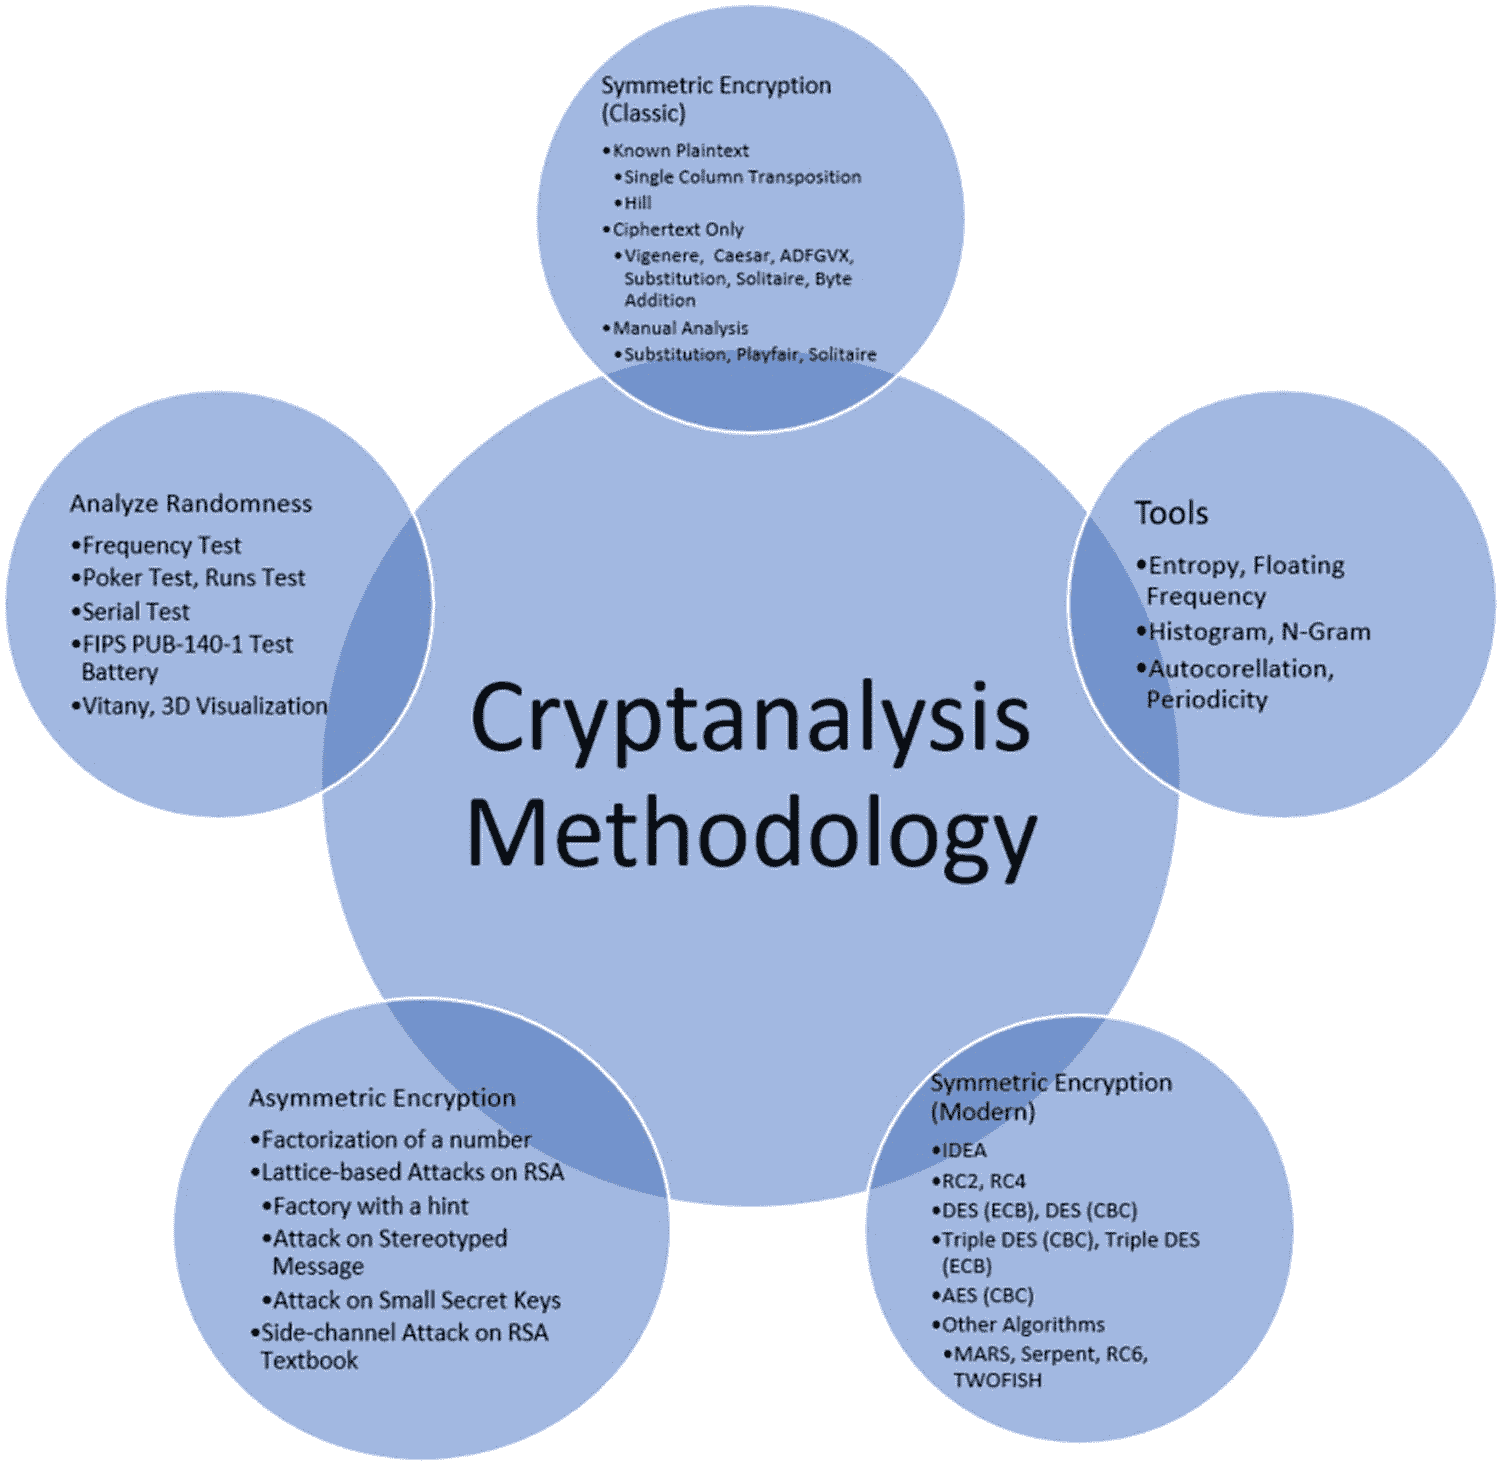 Symmetric Encryption
(Classic)
•Known Plaintext
•Single Column Transposition
•Hill
•Ciphertext Only
•Vigenere, Caesar, ADFGVX,
Substitution, Solitaire, Byte
Addition
•Manual Analysis
•Substitution, Playfair, Solitaire
Analyze Randomness
•Frequency Test
•Poker Test, Runs Test
•Serial Test
•FIPS PUB-140-1 Test
Battery
•Vitany, 3D Visualization
Tools
•Entropy, Floating
Frequency
•Histogram, N-Gram
•Autocorellation,
Periodicity
Cryptanalysis
Methodology
Asymmetric Encryption
•Factorization of a number
•Lattice-based Attacks on RSA
•Factory with a hint
•Attack on Stereotyped
Message
•Attack on Small Secret Keys
•Side-channel Attack on RSA
Textbook
Symmetric Encryption
(Modern)
•IDEA
•RC2, RC4
•DES (ECB), DES (CBC)
•Triple DES (CBC), Triple DES
(ECB)
•AES (CBC)
•Other Algorithms
•MARS, Serpent, RC6,
TWOFISH